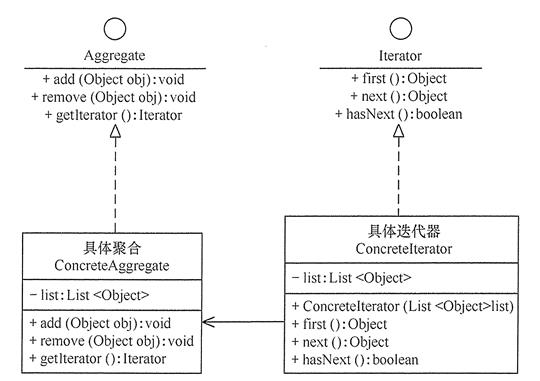 Aggregate
+ add (Object obj) : void
+ remove (Object obj) : void
+ getIterator () : Iterator
Iterator
+ first () : Object
+ next () : Object
+ hasNext () : boolean
具体聚合
ConcreteAggregate
- list : List <Object>
+ add (Object obj) : void
+ remove (Object obj) : void
+ getIterator () : Iterator
具体迭代器
ConcreteIterator
- list : List <Object>
+ ConcreteIterator (List <Object>list)
+ first () : Object
+ next () : Object
+ hasNext () : boolean